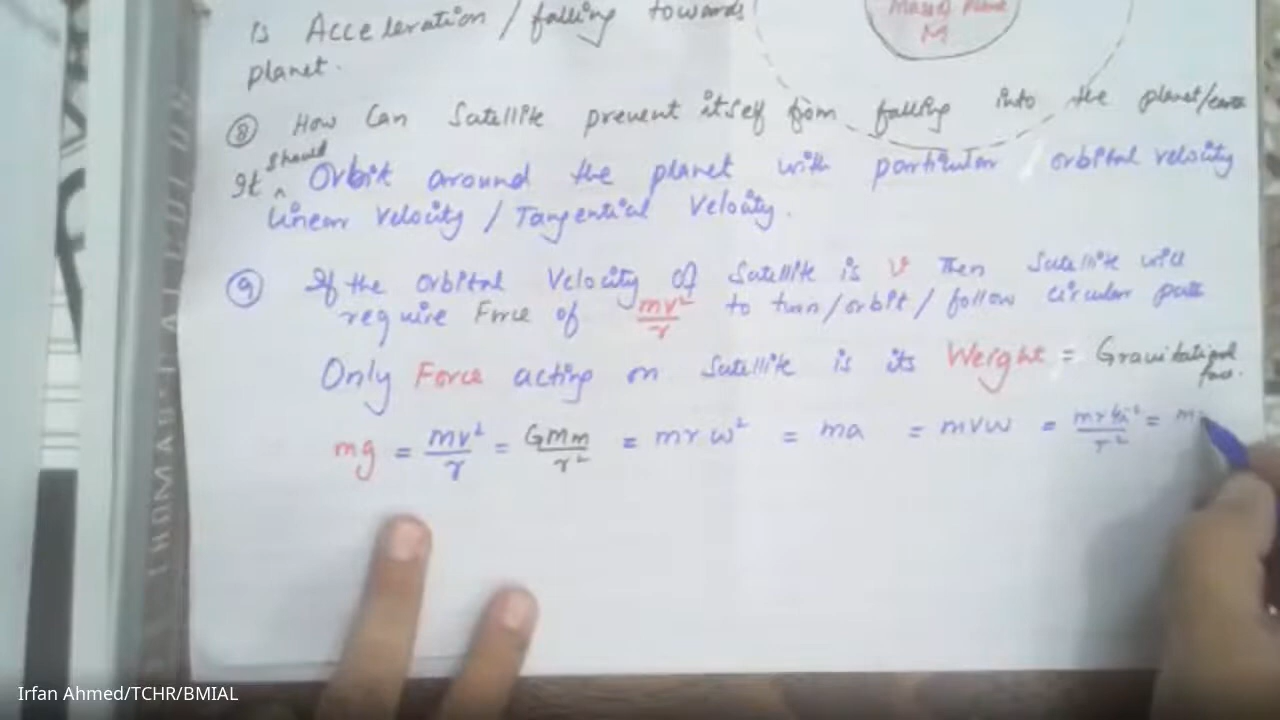 is Acceleration / falling towards
planet.
Mass of Plane
M
⑧ How Can Satellite prevent itself from falling into the planet/earth
It should Orbit around the planet with particular orbital velocity
linear velocity / Tangential Velocity.
⑨ If the orbital Velocity of Satellite is v Then Satellite will
require Force of mv²/r to turn/orbit/follow circular path
Only Force acting on Satellite is its Weight = Gravitational force.
mg = mv²/r = GMm/r² = mrω² = ma = mvω =
THOMAS
Irfan Ahmed/TCHR/BMIAL